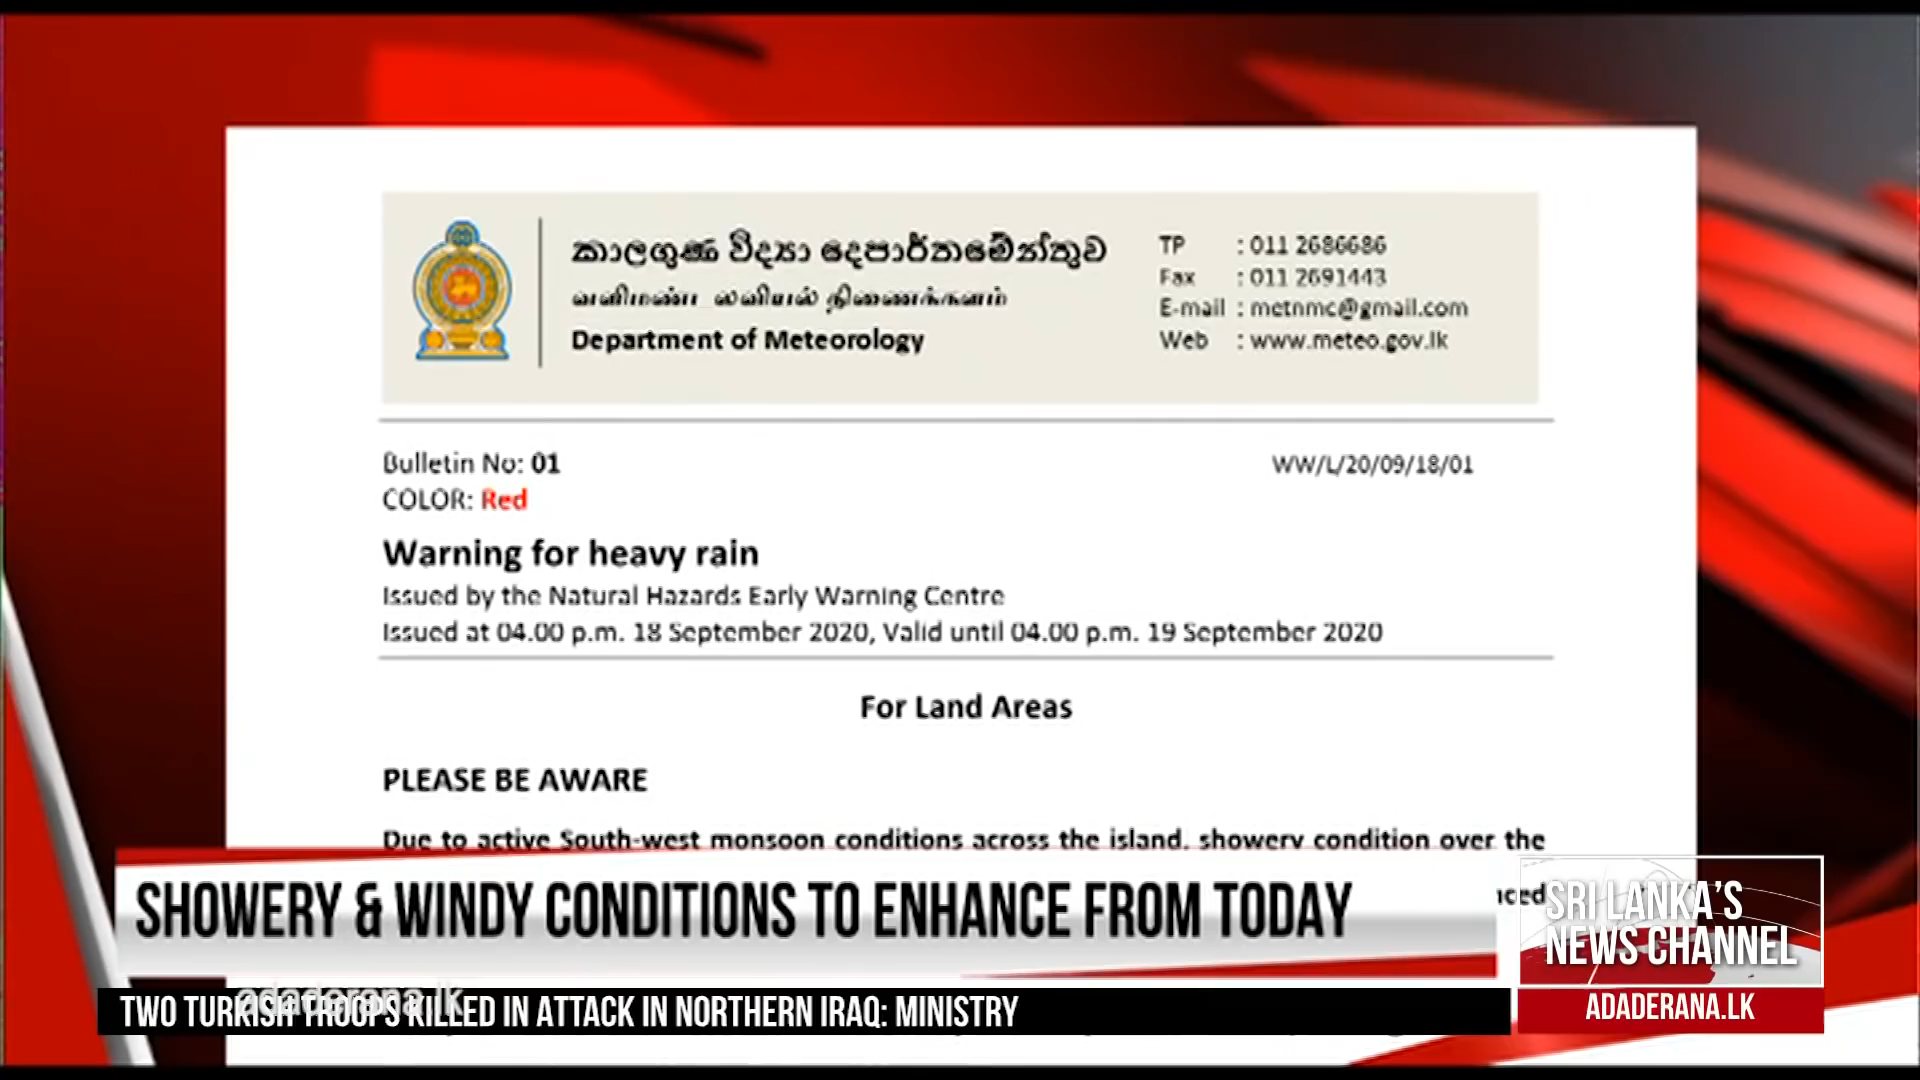 කාලගුණ විද්‍යා දෙපාර්තමේන්තුව
வளிமண்டலவியல் திணைக்களம்
Department of Meteorology
TP : 011 2686686
Fax : 011 2691443
E-mail : metnmc@gmail.com
Web : www.meteo.gov.lk
Bulletin No: 01
WW/L/20/09/18/01
COLOR: Red
Warning for heavy rain
Issued by the Natural Hazards Early Warning Centre
Issued at 04.00 p.m. 18 September 2020, Valid until 04.00 p.m. 19 September 2020
For Land Areas
PLEASE BE AWARE
Due to active South-west monsoon conditions across the island, showery condition over the
SHOWERY & WINDY CONDITIONS TO ENHANCE FROM TODAY
SRI LANKA'S
NEWS CHANNEL
adaderana.lk
TWO TURKISH TROOPS KILLED IN ATTACK IN NORTHERN IRAQ: MINISTRY
ADADERANA.LK